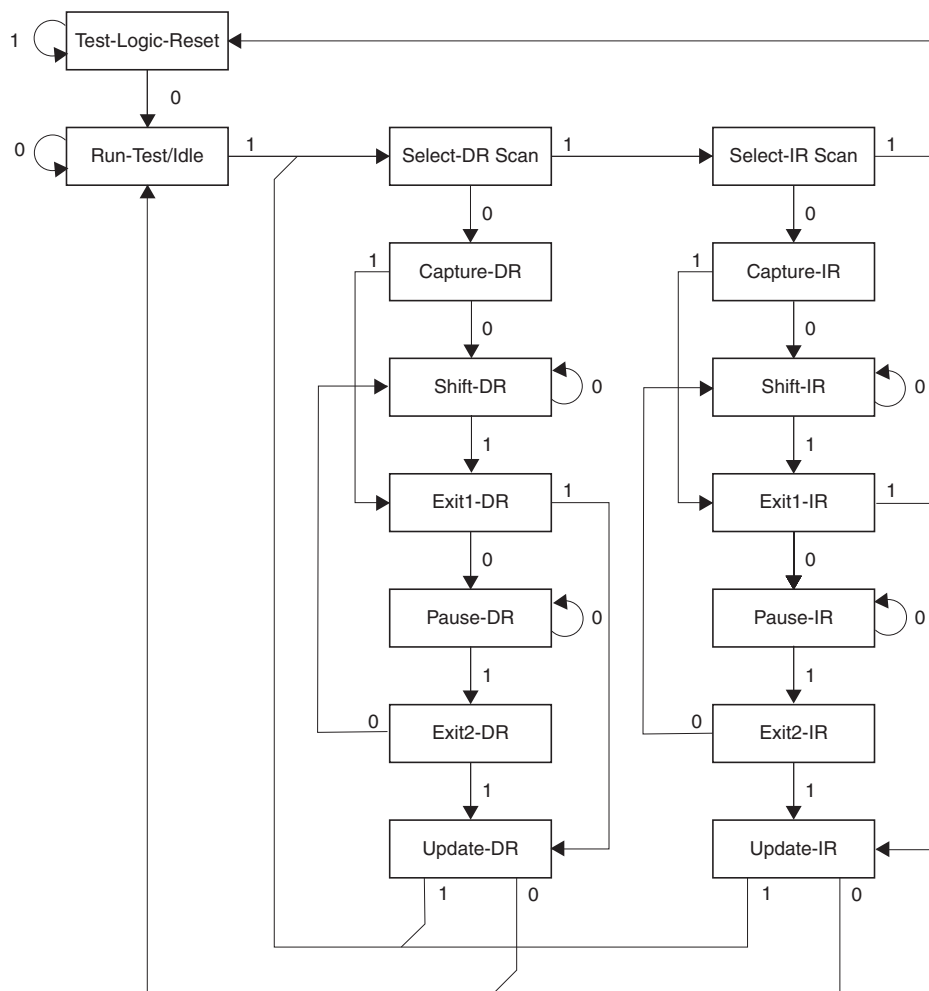 Test-Logic-Reset
1
0
Run-Test/Idle
0
1
Select-DR Scan
1
Select-IR Scan
1
0
0
1
Capture-DR
1
Capture-IR
0
0
Shift-DR
0
Shift-IR
0
1
1
Exit1-DR
1
Exit1-IR
1
0
0
Pause-DR
0
Pause-IR
0
1
1
0
Exit2-DR
0
Exit2-IR
1
1
Update-DR
Update-IR
1
0
1
0